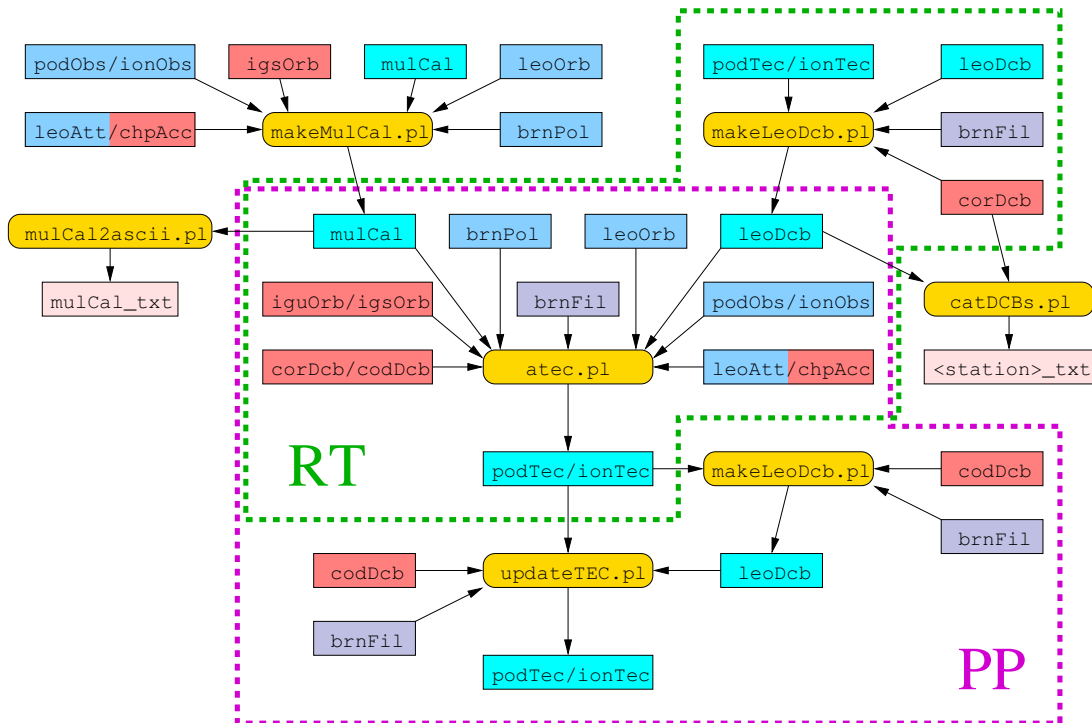 podObs/ionObs
igsOrb
mulCal
leoOrb
podTec/ionTec
leoDcb
leoAtt/chpAcc
makeMulCal.pl
brnPol
makeLeoDcb.pl
brnFil
corDcb
mulCal2ascii.pl
mulCal
brnPol
leoOrb
leoDcb
mulCal_txt
iguOrb/igsOrb
brnFil
podObs/ionObs
catDCBs.pl
corDcb/codDcb
atec.pl
leoAtt/chpAcc
<station>_txt
RT
podTec/ionTec
makeLeoDcb.pl
codDcb
brnFil
codDcb
updateTEC.pl
leoDcb
brnFil
podTec/ionTec
PP